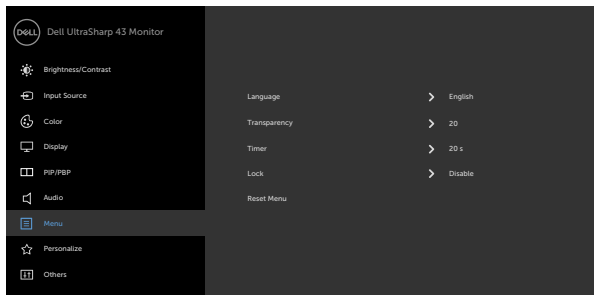 DELL Dell UltraSharp 43 Monitor
Brightness/Contrast
Input Source
Color
Display
PIP/PBP
Audio
Menu
Personalize
Others
Language English
Transparency 20
Timer 20 s
Lock Disable
Reset Menu